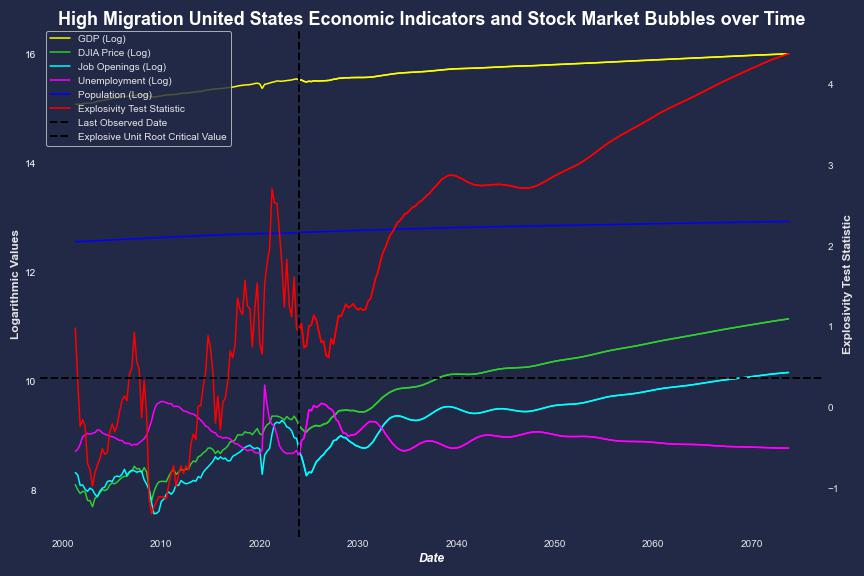 High Migration United States Economic Indicators and Stock Market Bubbles over Time
GDP (Log)
DJIA Price (Log)
Job Openings (Log)
Unemployment (Log)
Population (Log)
Explosivity Test Statistic
Last Observed Date
Explosive Unit Root Critical Value
Logarithmic Values
16
14
12
10
8
4
3
2
1
0
−1
Explosivity Test Statistic
2000 2010 2020 2030 2040 2050 2060 2070
Date